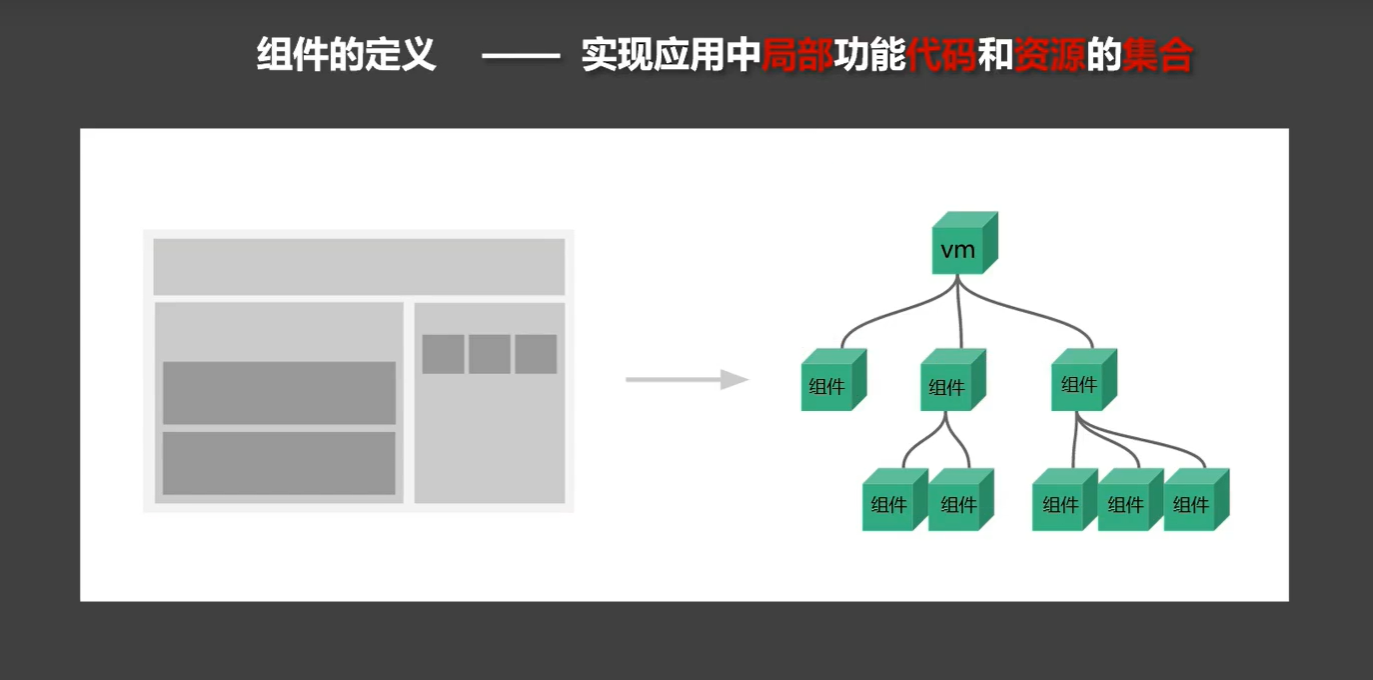 组件的定义 —— 实现应用中局部功能代码和资源的集合
vm
组件 组件 组件
组件 组件 组件 组件 组件